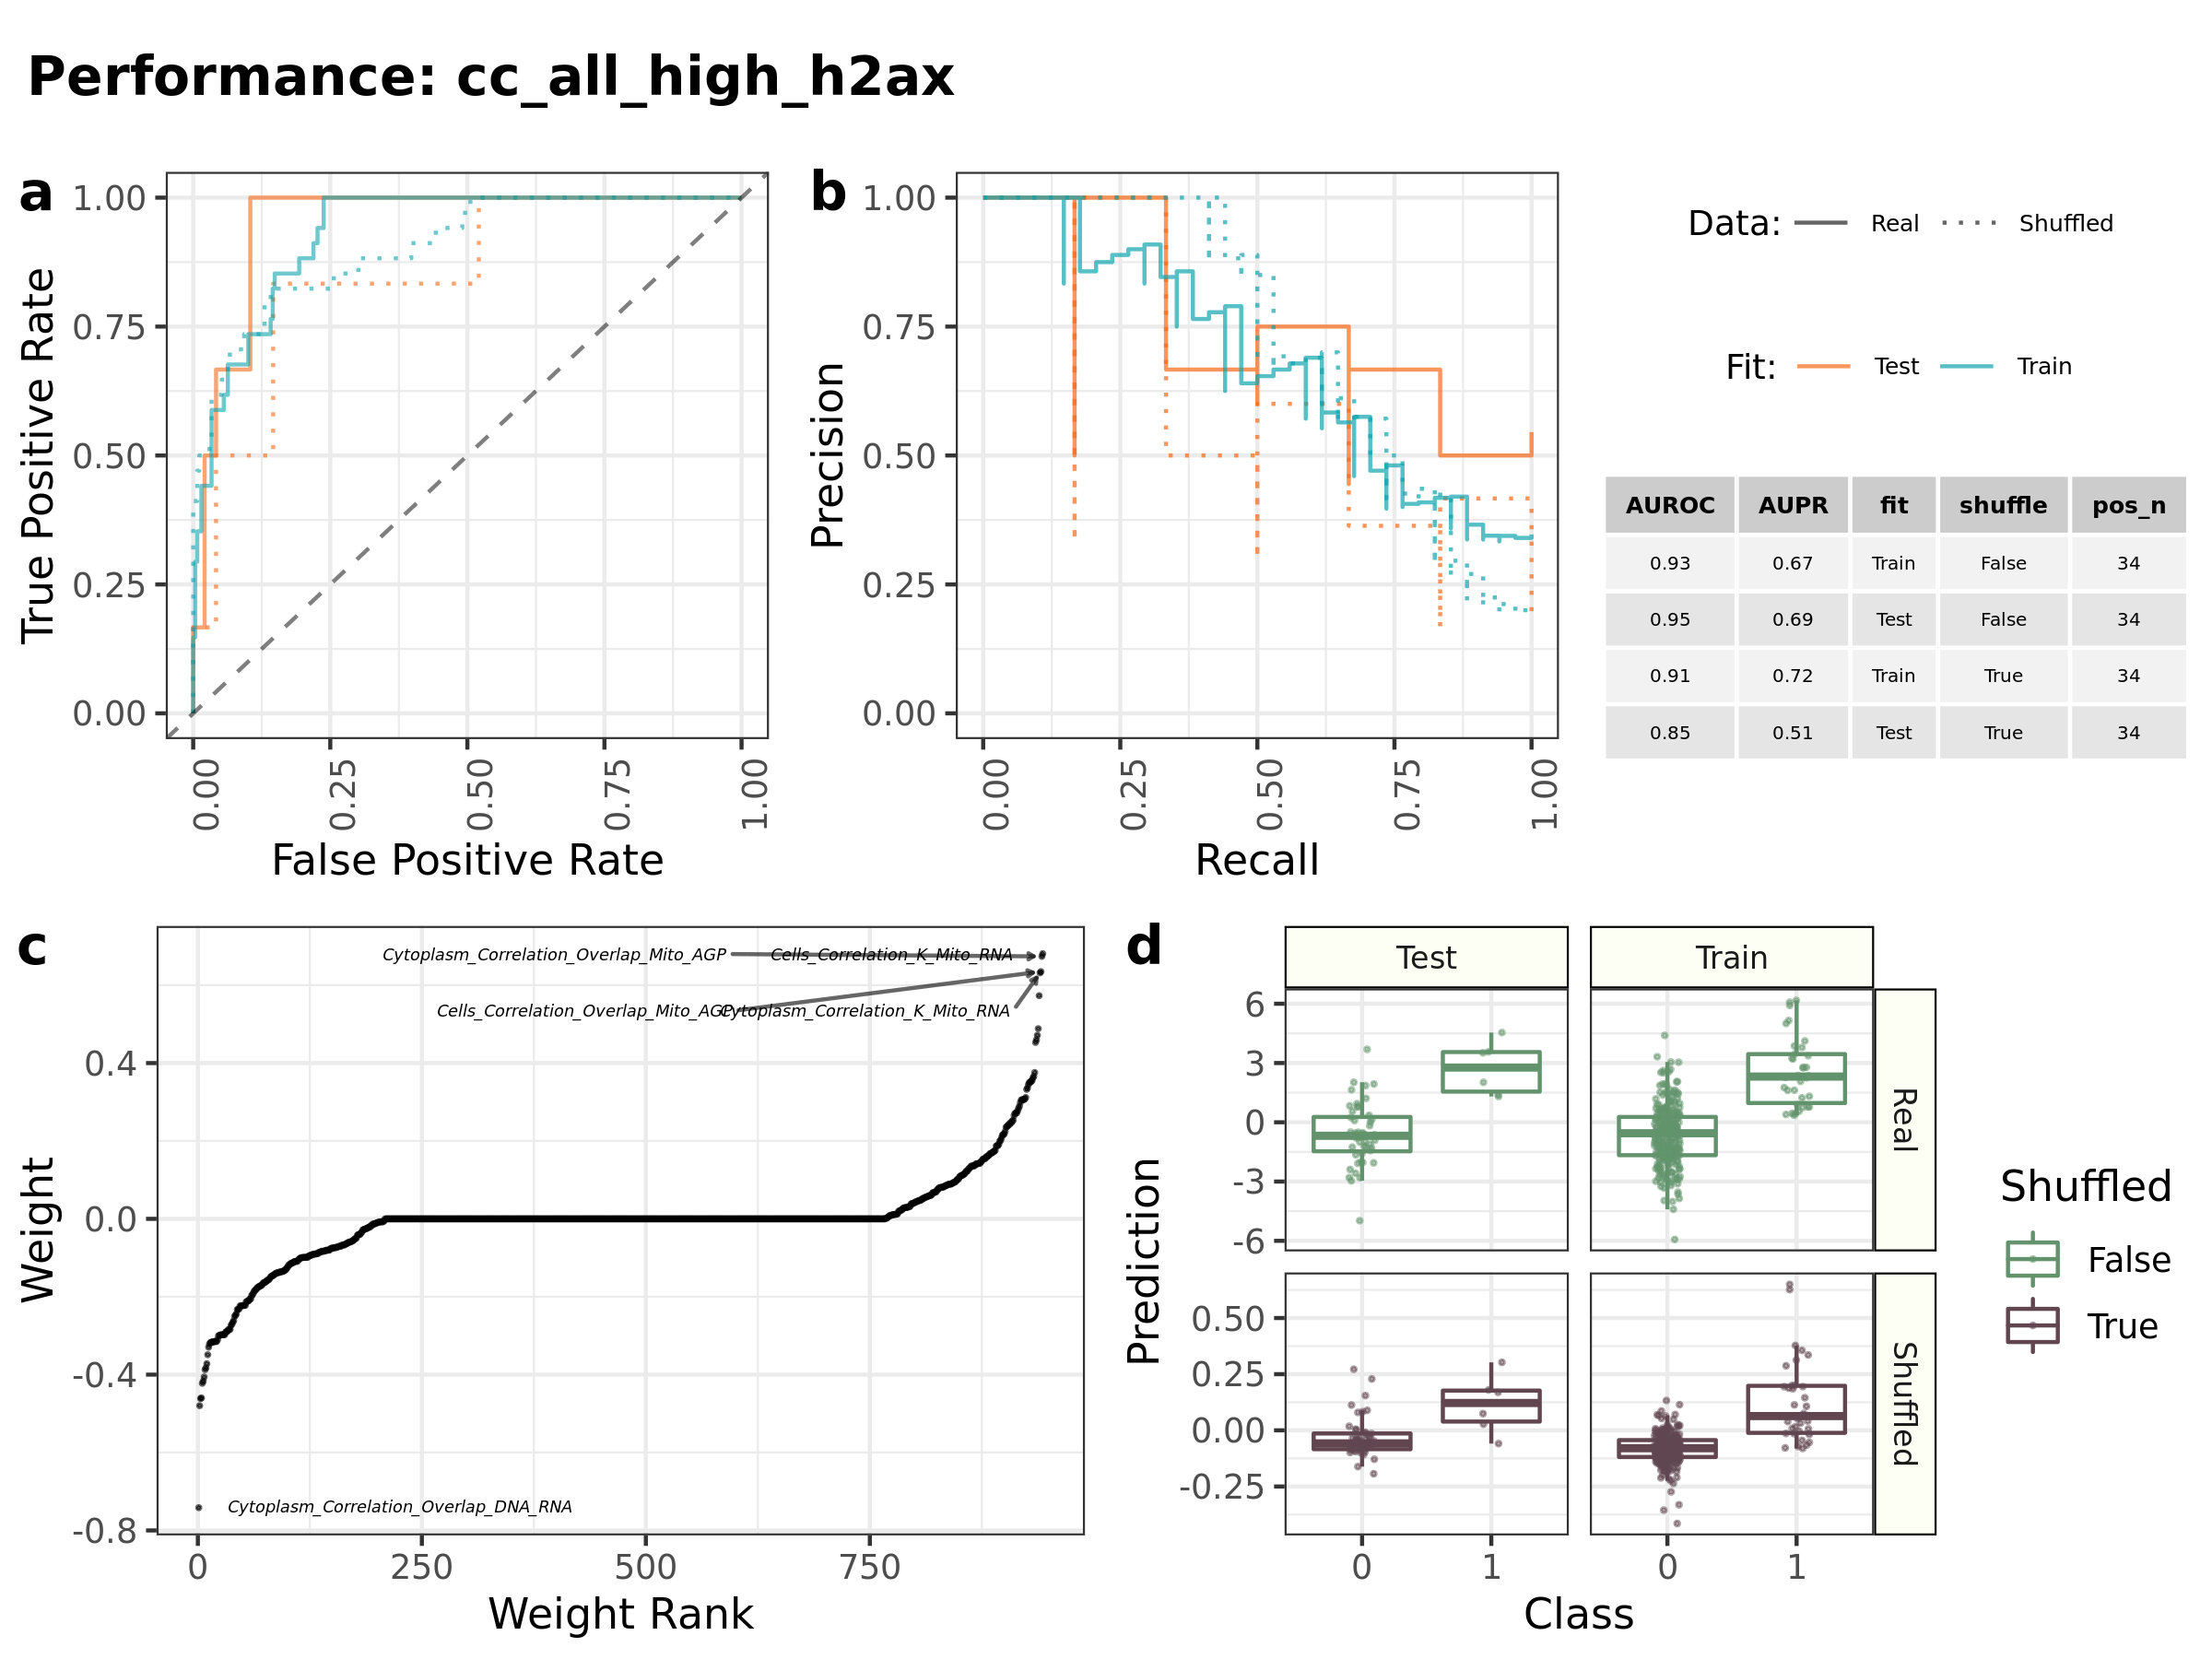 Performance: cc_all_high_h2ax
a
1.00
0.75
0.50
0.25
0.00
True Positive Rate
0.00
0.25
0.50
0.75
1.00
False Positive Rate
b
1.00
0.75
0.50
0.25
0.00
Precision
0.00
0.25
0.50
0.75
1.00
Recall
Data: Real Shuffled
Fit: Test Train
AUROC AUPR fit shuffle pos_n
0.93 0.67 Train False 34
0.95 0.69 Test False 34
0.91 0.72 Train True 34
0.85 0.51 Test True 34
c
Cytoplasm_Correlation_Overlap_Mito_AGP
Cells_Correlation_K_Mito_RNA
Cells_Correlation_Overlap_Mito_AGP
Cytoplasm_Correlation_K_Mito_RNA
Cytoplasm_Correlation_Overlap_DNA_RNA
0.4
0.0
-0.4
-0.8
Weight
0
250
500
750
Weight Rank
d
Test
Train
6
3
0
-3
-6
Real
0.50
0.25
0.00
-0.25
Shuffled
Prediction
0
1
0
1
Class
Shuffled
False
True